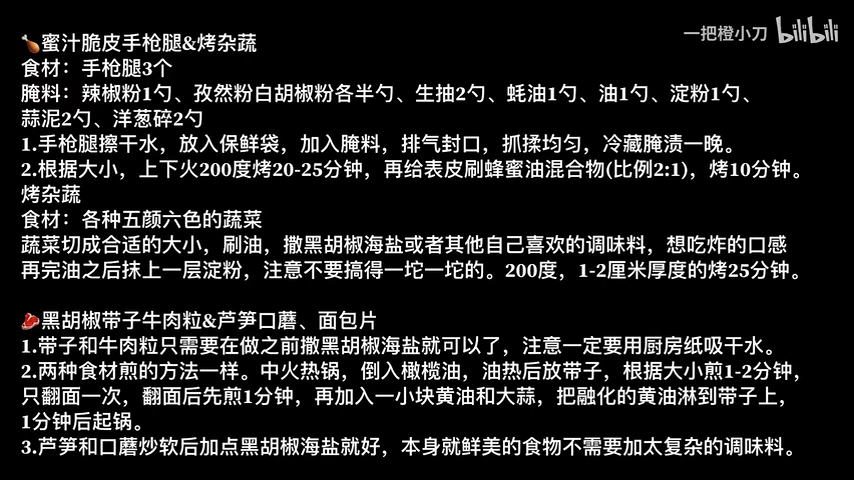 一把橙小刀 bilibili
🍗蜜汁脆皮手枪腿&烤杂蔬
食材：手枪腿3个
腌料：辣椒粉1勺、孜然粉白胡椒粉各半勺、生抽2勺、蚝油1勺、油1勺、淀粉1勺、
蒜泥2勺、洋葱碎2勺
1.手枪腿擦干水，放入保鲜袋，加入腌料，排气封口，抓揉均匀，冷藏腌渍一晚。
2.根据大小，上下火200度烤20-25分钟，再给表皮刷蜂蜜油混合物(比例2:1)，烤10分钟。
烤杂蔬
食材：各种五颜六色的蔬菜
蔬菜切成合适的大小，刷油，撒黑胡椒海盐或者其他自己喜欢的调味料，想吃炸的口感
再完油之后抹上一层淀粉，注意不要搞得一坨一坨的。200度，1-2厘米厚度的烤25分钟。
🥩黑胡椒带子牛肉粒&芦笋口蘑、面包片
1.带子和牛肉粒只需要在做之前撒黑胡椒海盐就可以了，注意一定要用厨房纸吸干水。
2.两种食材煎的方法一样。中火热锅，倒入橄榄油，油热后放带子，根据大小煎1-2分钟，
只翻面一次，翻面后先煎1分钟，再加入一小块黄油和大蒜，把融化的黄油淋到带子上，
1分钟后起锅。
3.芦笋和口蘑炒软后加点黑胡椒海盐就好，本身就鲜美的食物不需要加太复杂的调味料。